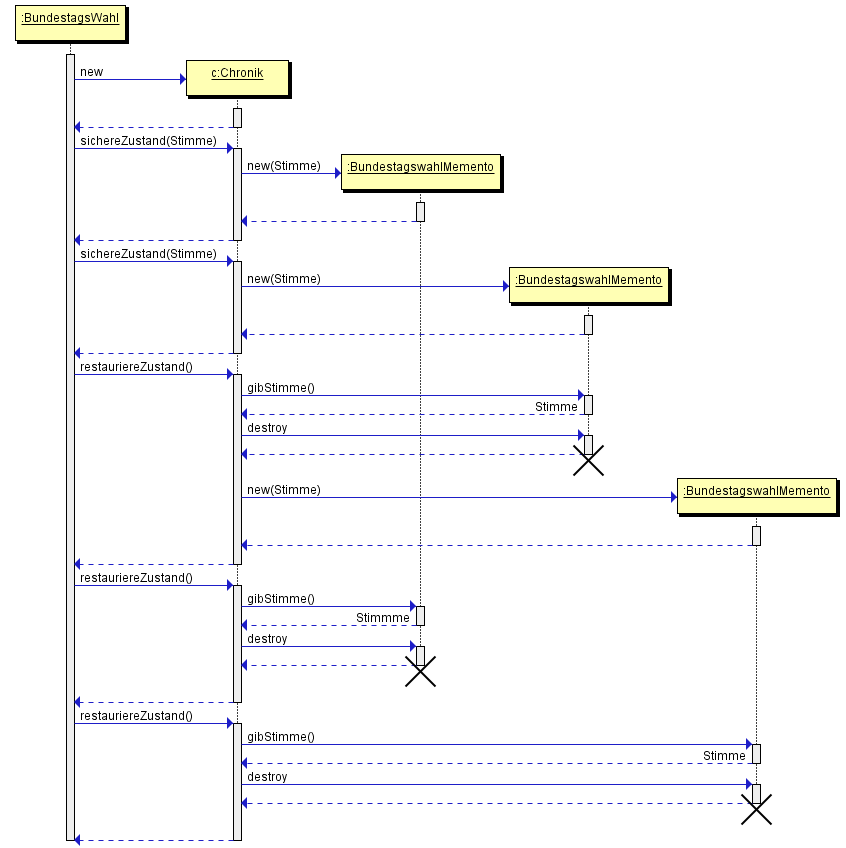 :BundestagsWahl
new
c:Chronik
sichereZustand(Stimme)
new(Stimme)
:BundestagswahlMemento
sichereZustand(Stimme)
new(Stimme)
:BundestagswahlMemento
restauriereZustand()
gibStimme()
Stimme
destroy
new(Stimme)
:BundestagswahlMemento
restauriereZustand()
gibStimme()
Stimmme
destroy
restauriereZustand()
gibStimme()
Stimme
destroy